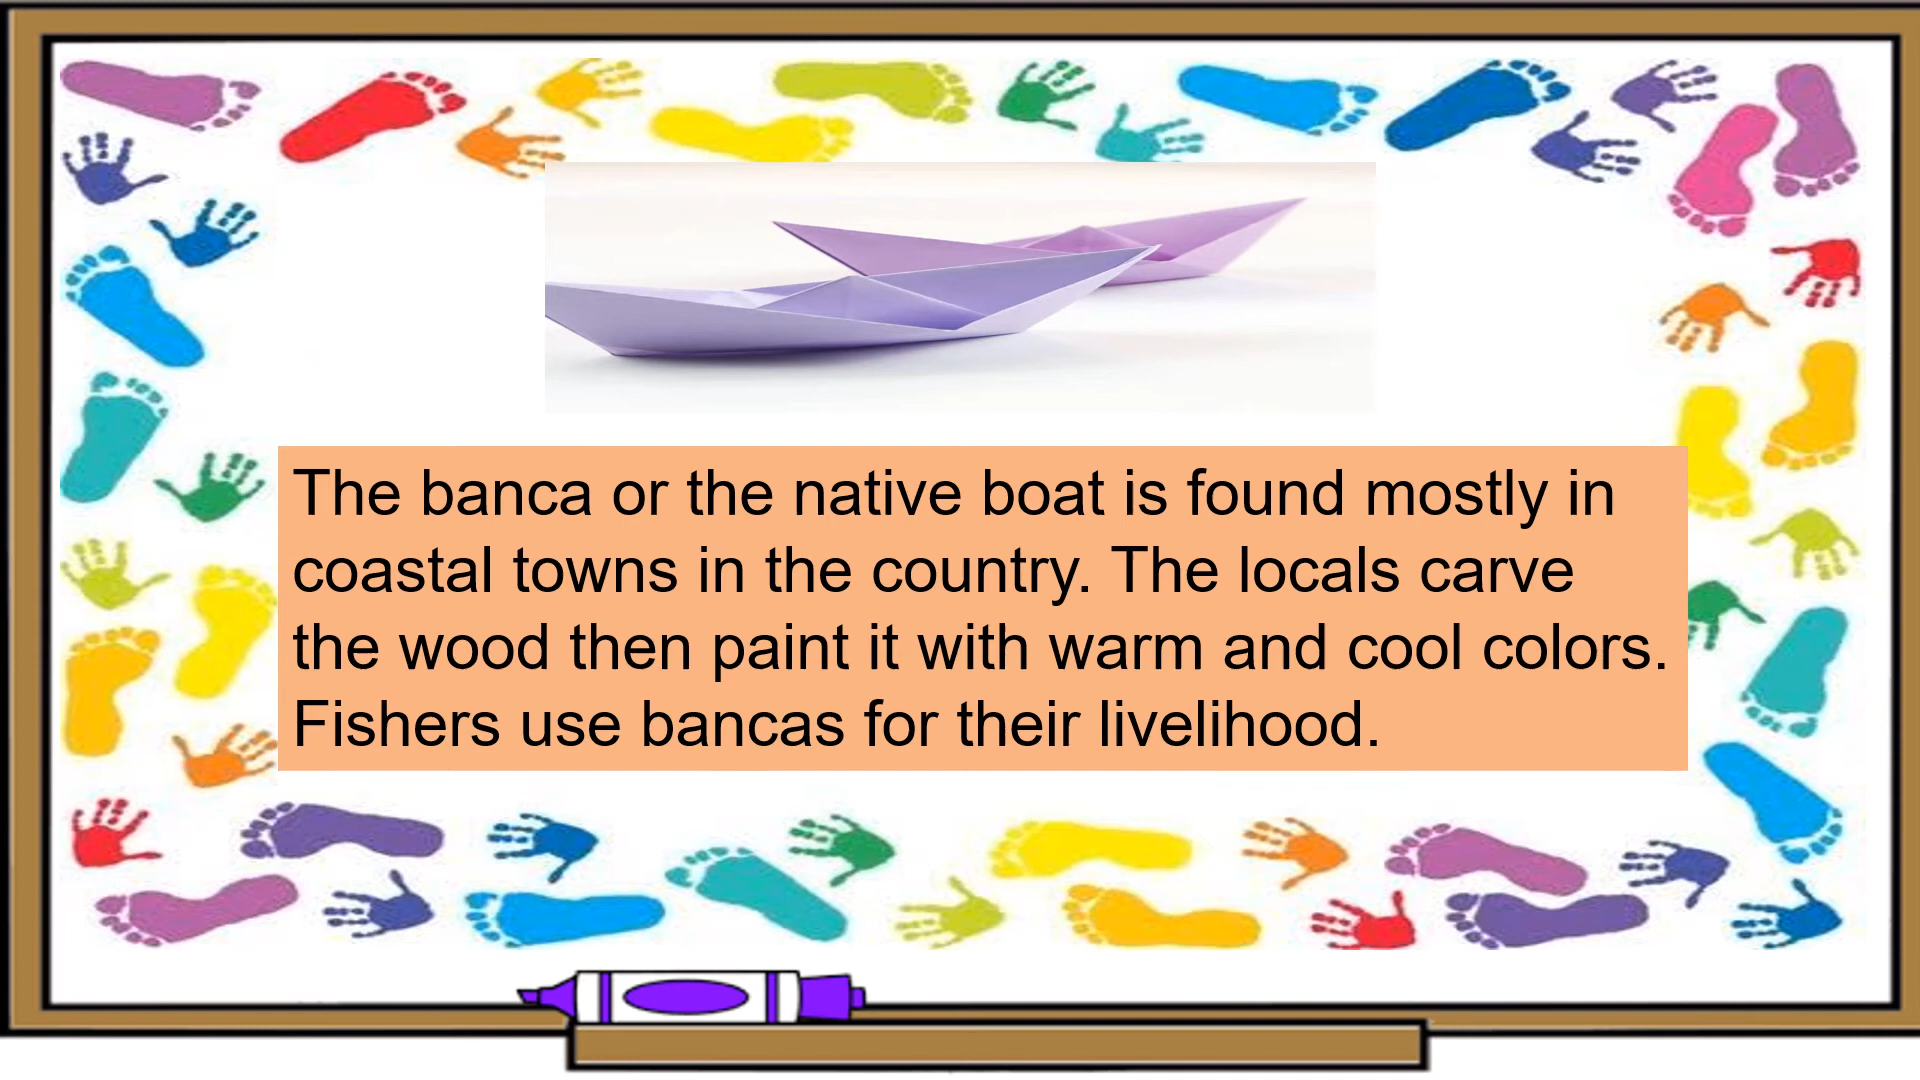 The banca or the native boat is found mostly in
coastal towns in the country. The locals carve
the wood then paint it with warm and cool colors.
Fishers use bancas for their livelihood.